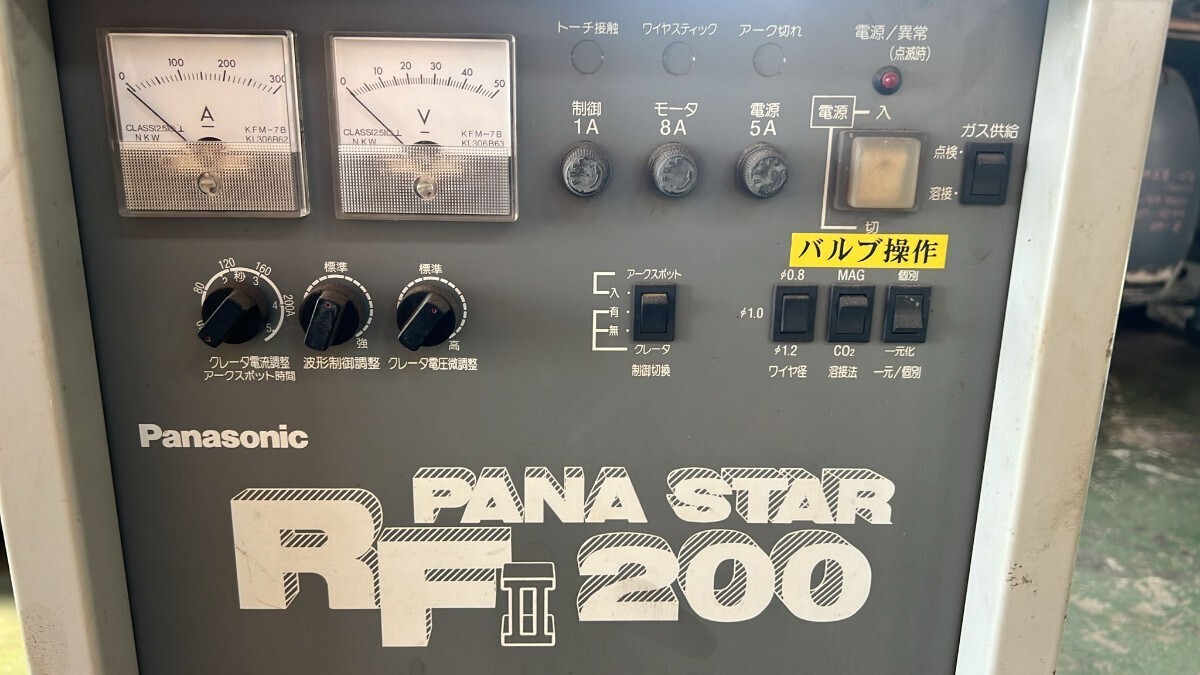 トーチ接触 ワイヤスティック アーク切れ
電源/異常
(点滅時)
0 100 200 300
A
CLASS(2.5) NKW
KFM-7B
KL306B62
0 10 20 30 40 50
V
CLASS(2.5) NKW
KFM-7B
KL306B63
制御 モータ 電源
1A 8A 5A
電源 入
切
ガス供給
点検
溶接
バルブ操作
80 120 160 200A
秒 3 4 5
クレータ電流調整
アークスポット時間
標準
強
波形制御調整
標準
高
クレータ電圧微調整
アークスポット
入
有
無
クレータ
制御切換
φ0.8 MAG 個別
φ1.0
φ1.2 CO₂ 一元化
ワイヤ径 溶接法 一元/個別
Panasonic
PANA STAR
RFⅡ200